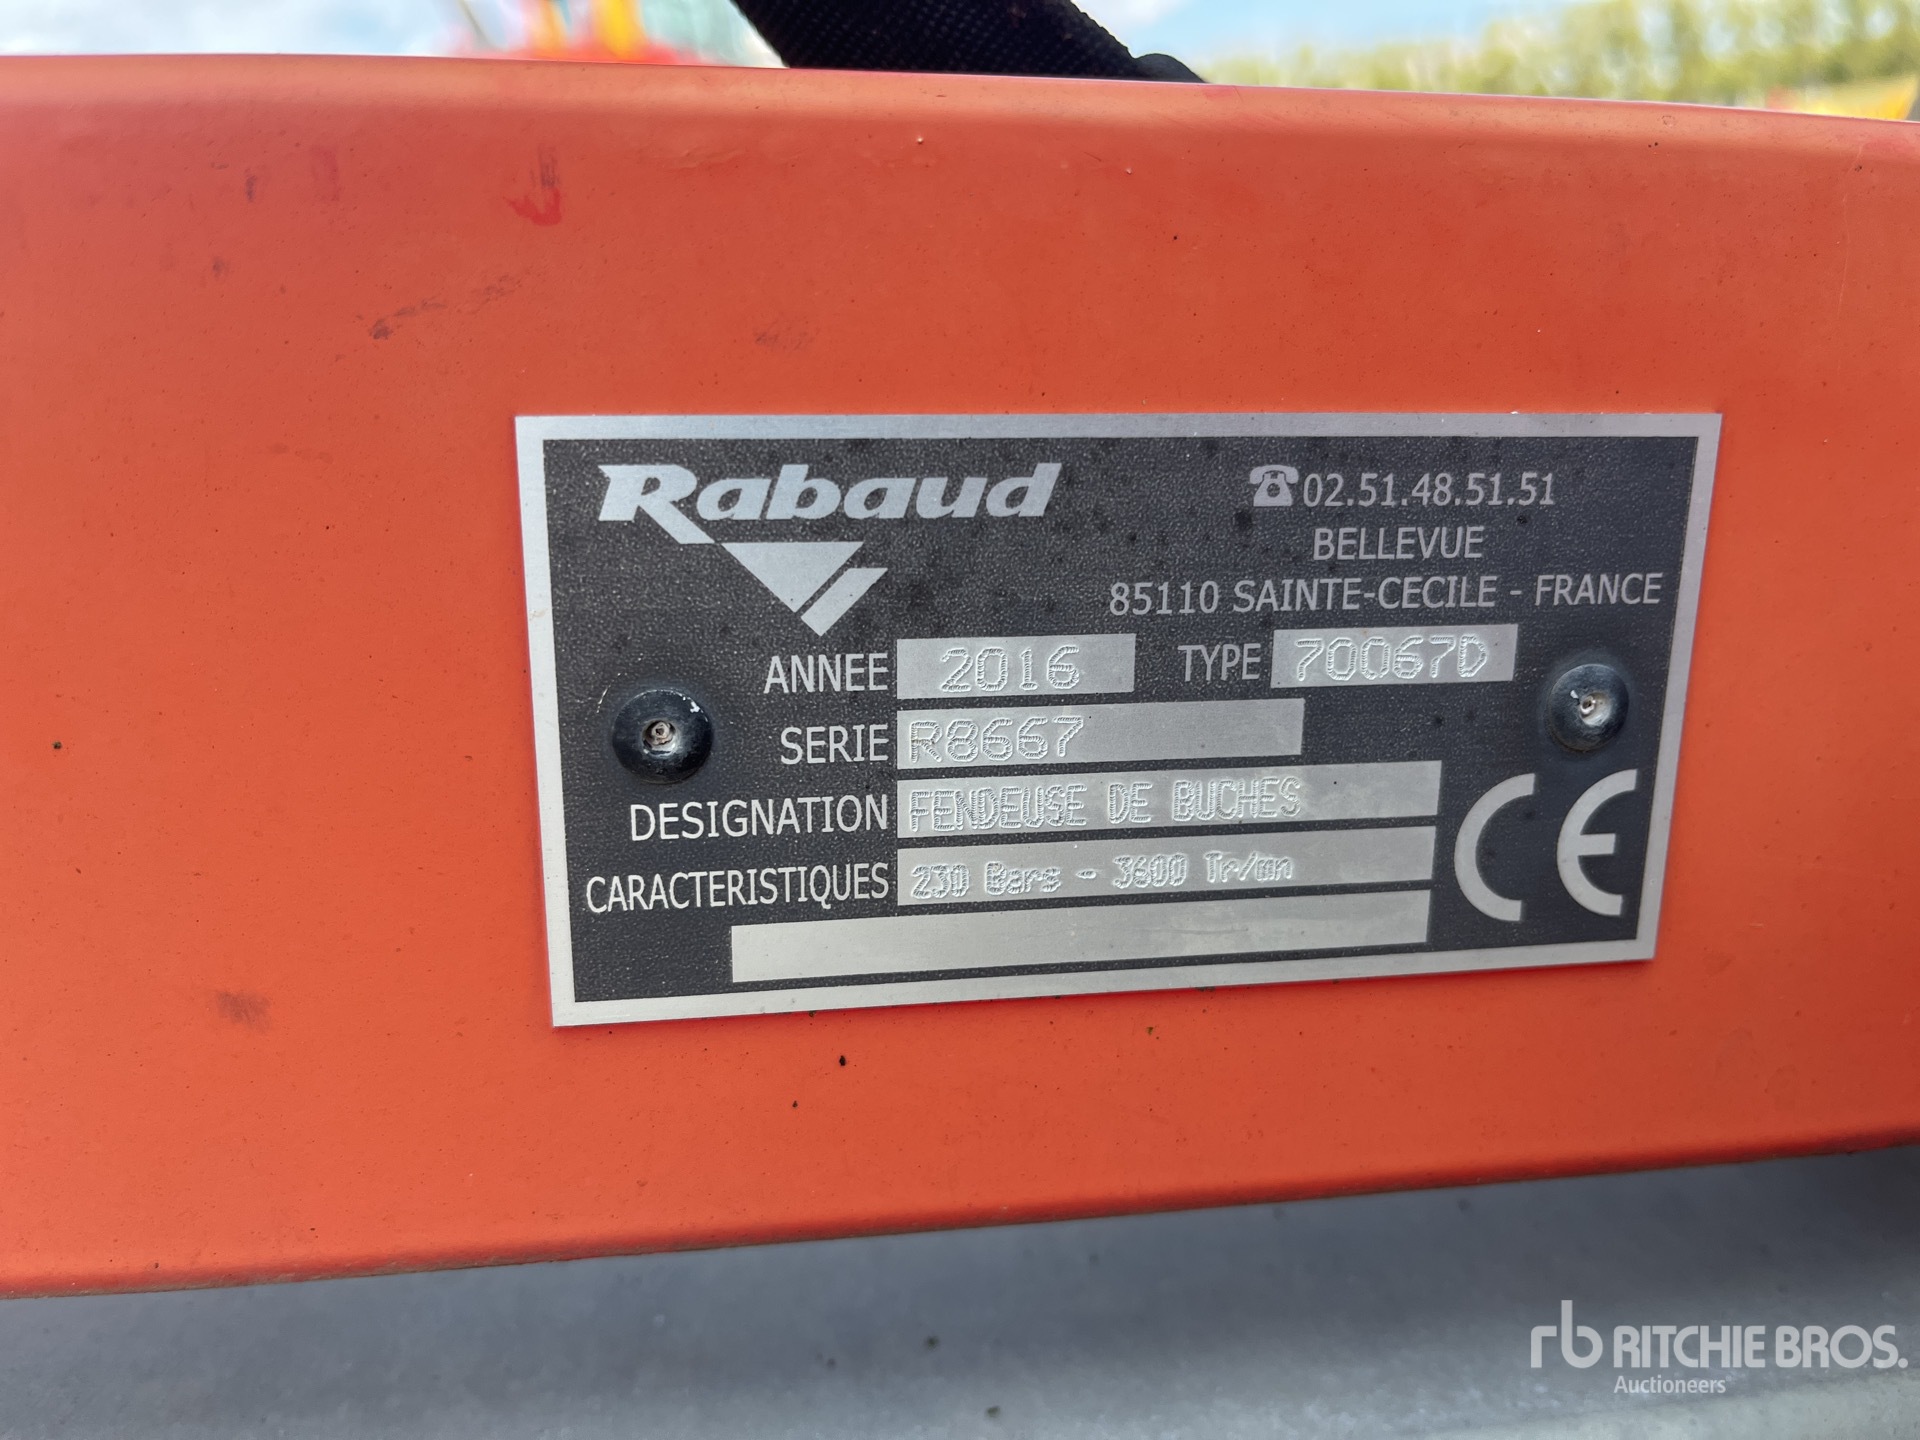 Rabaud
☎02.51.48.51.51
BELLEVUE
85110 SAINTE-CECILE - FRANCE
ANNEE 2016 TYPE 70067D
SERIE R8667
DESIGNATION FENDEUSE DE BUCHES
CARACTERISTIQUES 230 Bars - 3600 Tr/mn
CE
rb RITCHIE BROS.
Auctioneers